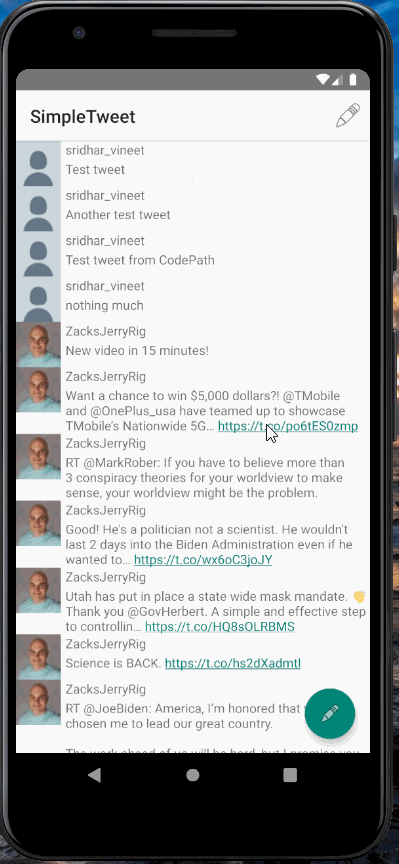 SimpleTweet
sridhar_vineet
Test tweet
sridhar_vineet
Another test tweet
sridhar_vineet
Test tweet from CodePath
sridhar_vineet
nothing much
ZacksJerryRig
New video in 15 minutes!
ZacksJerryRig
Want a chance to win $5,000 dollars?! @TMobile
and @OnePlus_usa have teamed up to showcase
TMobile's Nationwide 5G… https://t.co/po6tES0zmp
ZacksJerryRig
RT @MarkRober: If you have to believe more than
3 conspiracy theories for your worldview to make
sense, your worldview might be the problem.
ZacksJerryRig
Good! He's a politician not a scientist. He wouldn't
last 2 days into the Biden Administration even if he
wanted to… https://t.co/wx6oC3joJY
ZacksJerryRig
Utah has put in place a state wide mask mandate. 👏
Thank you @GovHerbert. A simple and effective step
to controllin… https://t.co/HQ8sOLRBMS
ZacksJerryRig
Science is BACK. https://t.co/hs2dXadmtl
ZacksJerryRig
RT @JoeBiden: America, I'm honored that
chosen me to lead our great country.
The work ahead of us will be hard, but I promise you